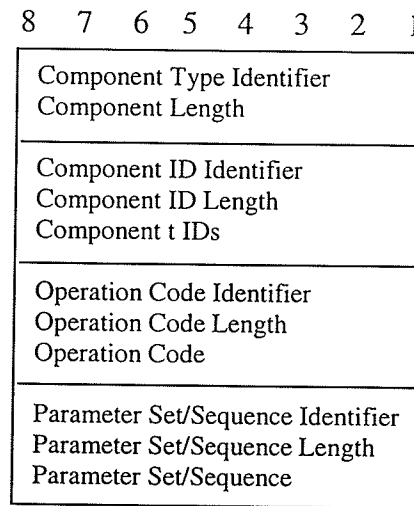 8 7 6 5 4 3 2 1
Component Type Identifier
Component Length
Component ID Identifier
Component ID Length
Component t IDs
Operation Code Identifier
Operation Code Length
Operation Code
Parameter Set/Sequence Identifier
Parameter Set/Sequence Length
Parameter Set/Sequence